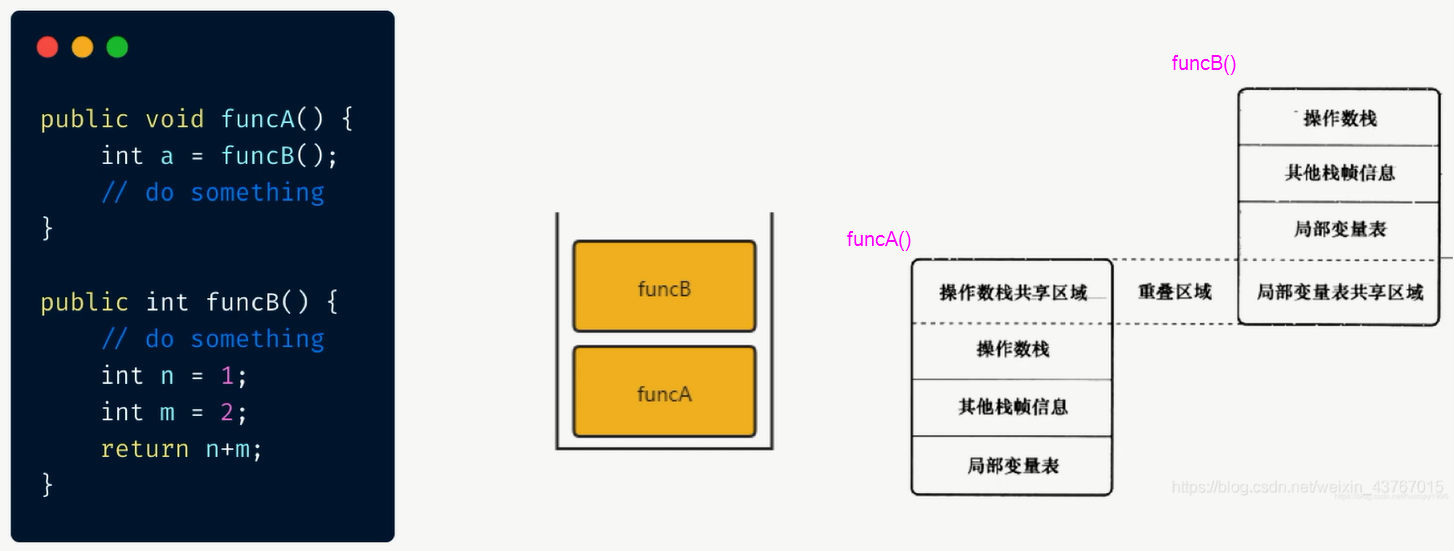 public void funcA() {
int a = funcB();
// do something
}
public int funcB() {
// do something
int n = 1;
int m = 2;
return n+m;
}
funcB
funcA
funcA()
操作数栈共享区域
操作数栈
其他栈帧信息
局部变量表
重叠区域
funcB()
操作数栈
其他栈帧信息
局部变量表
局部变量表共享区域
https://blog.csdn.net/weixin_43767015